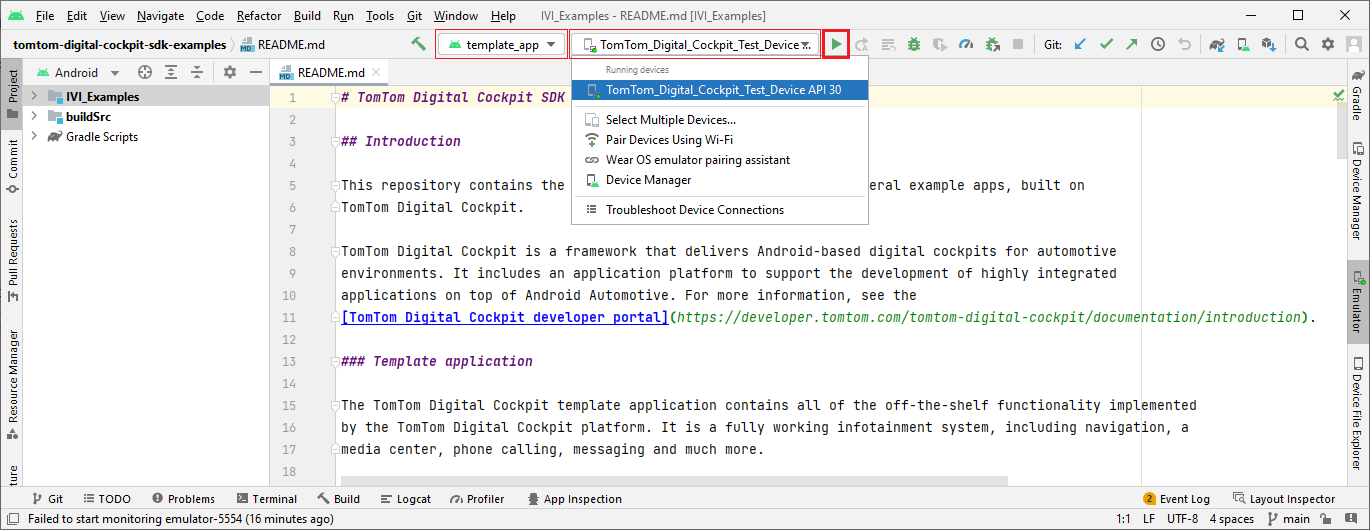 File Edit View Navigate Code Refactor Build Run Tools Git Window Help IVI_Examples - README.md [IVI_Examples]
tomtom-digital-cockpit-sdk-examples README.md template_app TomTom_Digital_Cockpit_Test_Device Git:
Android README.md
Running devices
TomTom_Digital_Cockpit_Test_Device API 30
Select Multiple Devices...
Pair Devices Using Wi-Fi
Wear OS emulator pairing assistant
Device Manager
Troubleshoot Device Connections
Project
Commit
Pull Requests
Resource Manager
ture
IVI_Examples
buildSrc
Gradle Scripts
1 # TomTom Digital Cockpit SDK
2
3 ## Introduction
4
5 This repository contains the eral example apps, built on
6 TomTom Digital Cockpit.
7
8 TomTom Digital Cockpit is a framework that delivers Android-based digital cockpits for automotive
9 environments. It includes an application platform to support the development of highly integrated
10 applications on top of Android Automotive. For more information, see the
11 [TomTom Digital Cockpit developer portal](https://developer.tomtom.com/tomtom-digital-cockpit/documentation/introduction).
12
13 ### Template application
14
15 The TomTom Digital Cockpit template application contains all of the off-the-shelf functionality implemented
16 by the TomTom Digital Cockpit platform. It is a fully working infotainment system, including navigation, a
17 media center, phone calling, messaging and much more.
18
Gradle
Device Manager
Emulator
Device File Explorer
Git TODO Problems Terminal Build Logcat Profiler App Inspection 2 Event Log Layout Inspector
Failed to start monitoring emulator-5554 (16 minutes ago) 1:1 LF UTF-8 4 spaces main